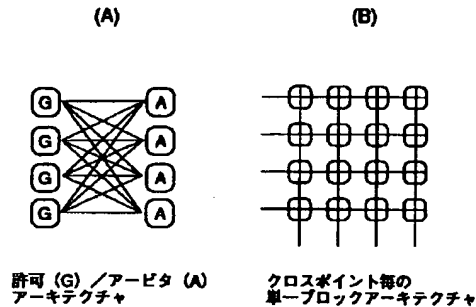 (A)
(B)
G A
G A
G A
G A
許可 (G) /アービタ (A)
アーキテクチャ
クロスポイント毎の
単一ブロックアーキテクチャ